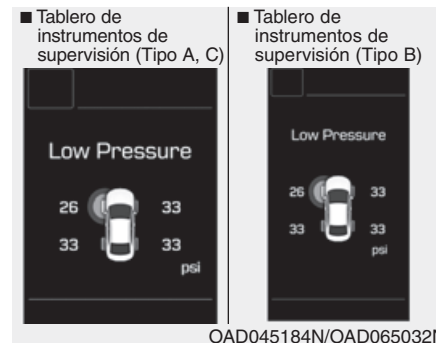 ■ Tablero de
instrumentos de
supervisión (Tipo A, C)
Low Pressure
26 33
33 33
psi
■ Tablero de
instrumentos de
supervisión (Tipo B)
Low Pressure
26 33
33 33
psi
OAD045184N/OAD065032N